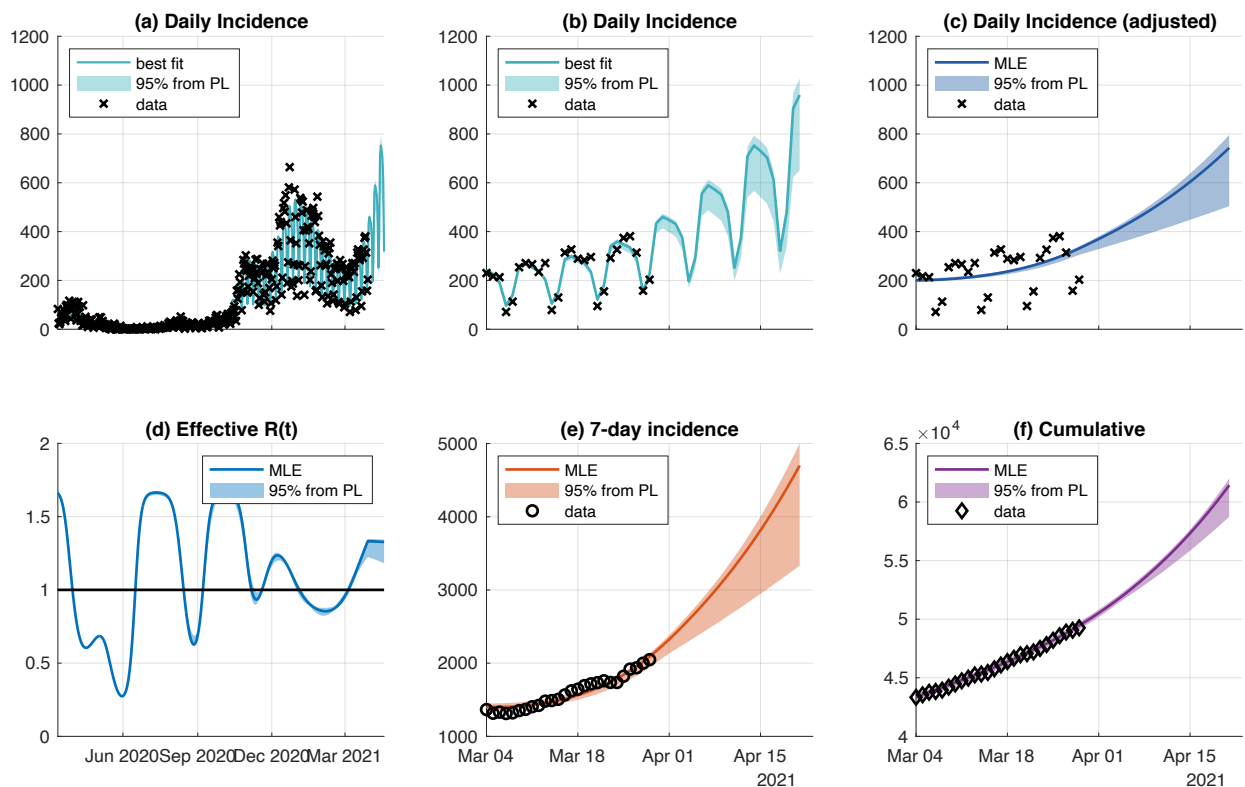 (a) Daily Incidence
1200
1000
800
600
400
200
0
best fit
95% from PL
data
(b) Daily Incidence
1200
1000
800
600
400
200
0
best fit
95% from PL
data
(c) Daily Incidence (adjusted)
1200
1000
800
600
400
200
0
MLE
95% from PL
data
(d) Effective R(t)
2
1.5
1
0.5
0
MLE
95% from PL
Jun 2020 Sep 2020 Dec 2020 Mar 2021
(e) 7-day incidence
5000
4000
3000
2000
1000
MLE
95% from PL
data
Mar 04 Mar 18 Apr 01 Apr 15
2021
(f) Cumulative
×10⁴
6.5
6
5.5
5
4.5
4
MLE
95% from PL
data
Mar 04 Mar 18 Apr 01 Apr 15
2021